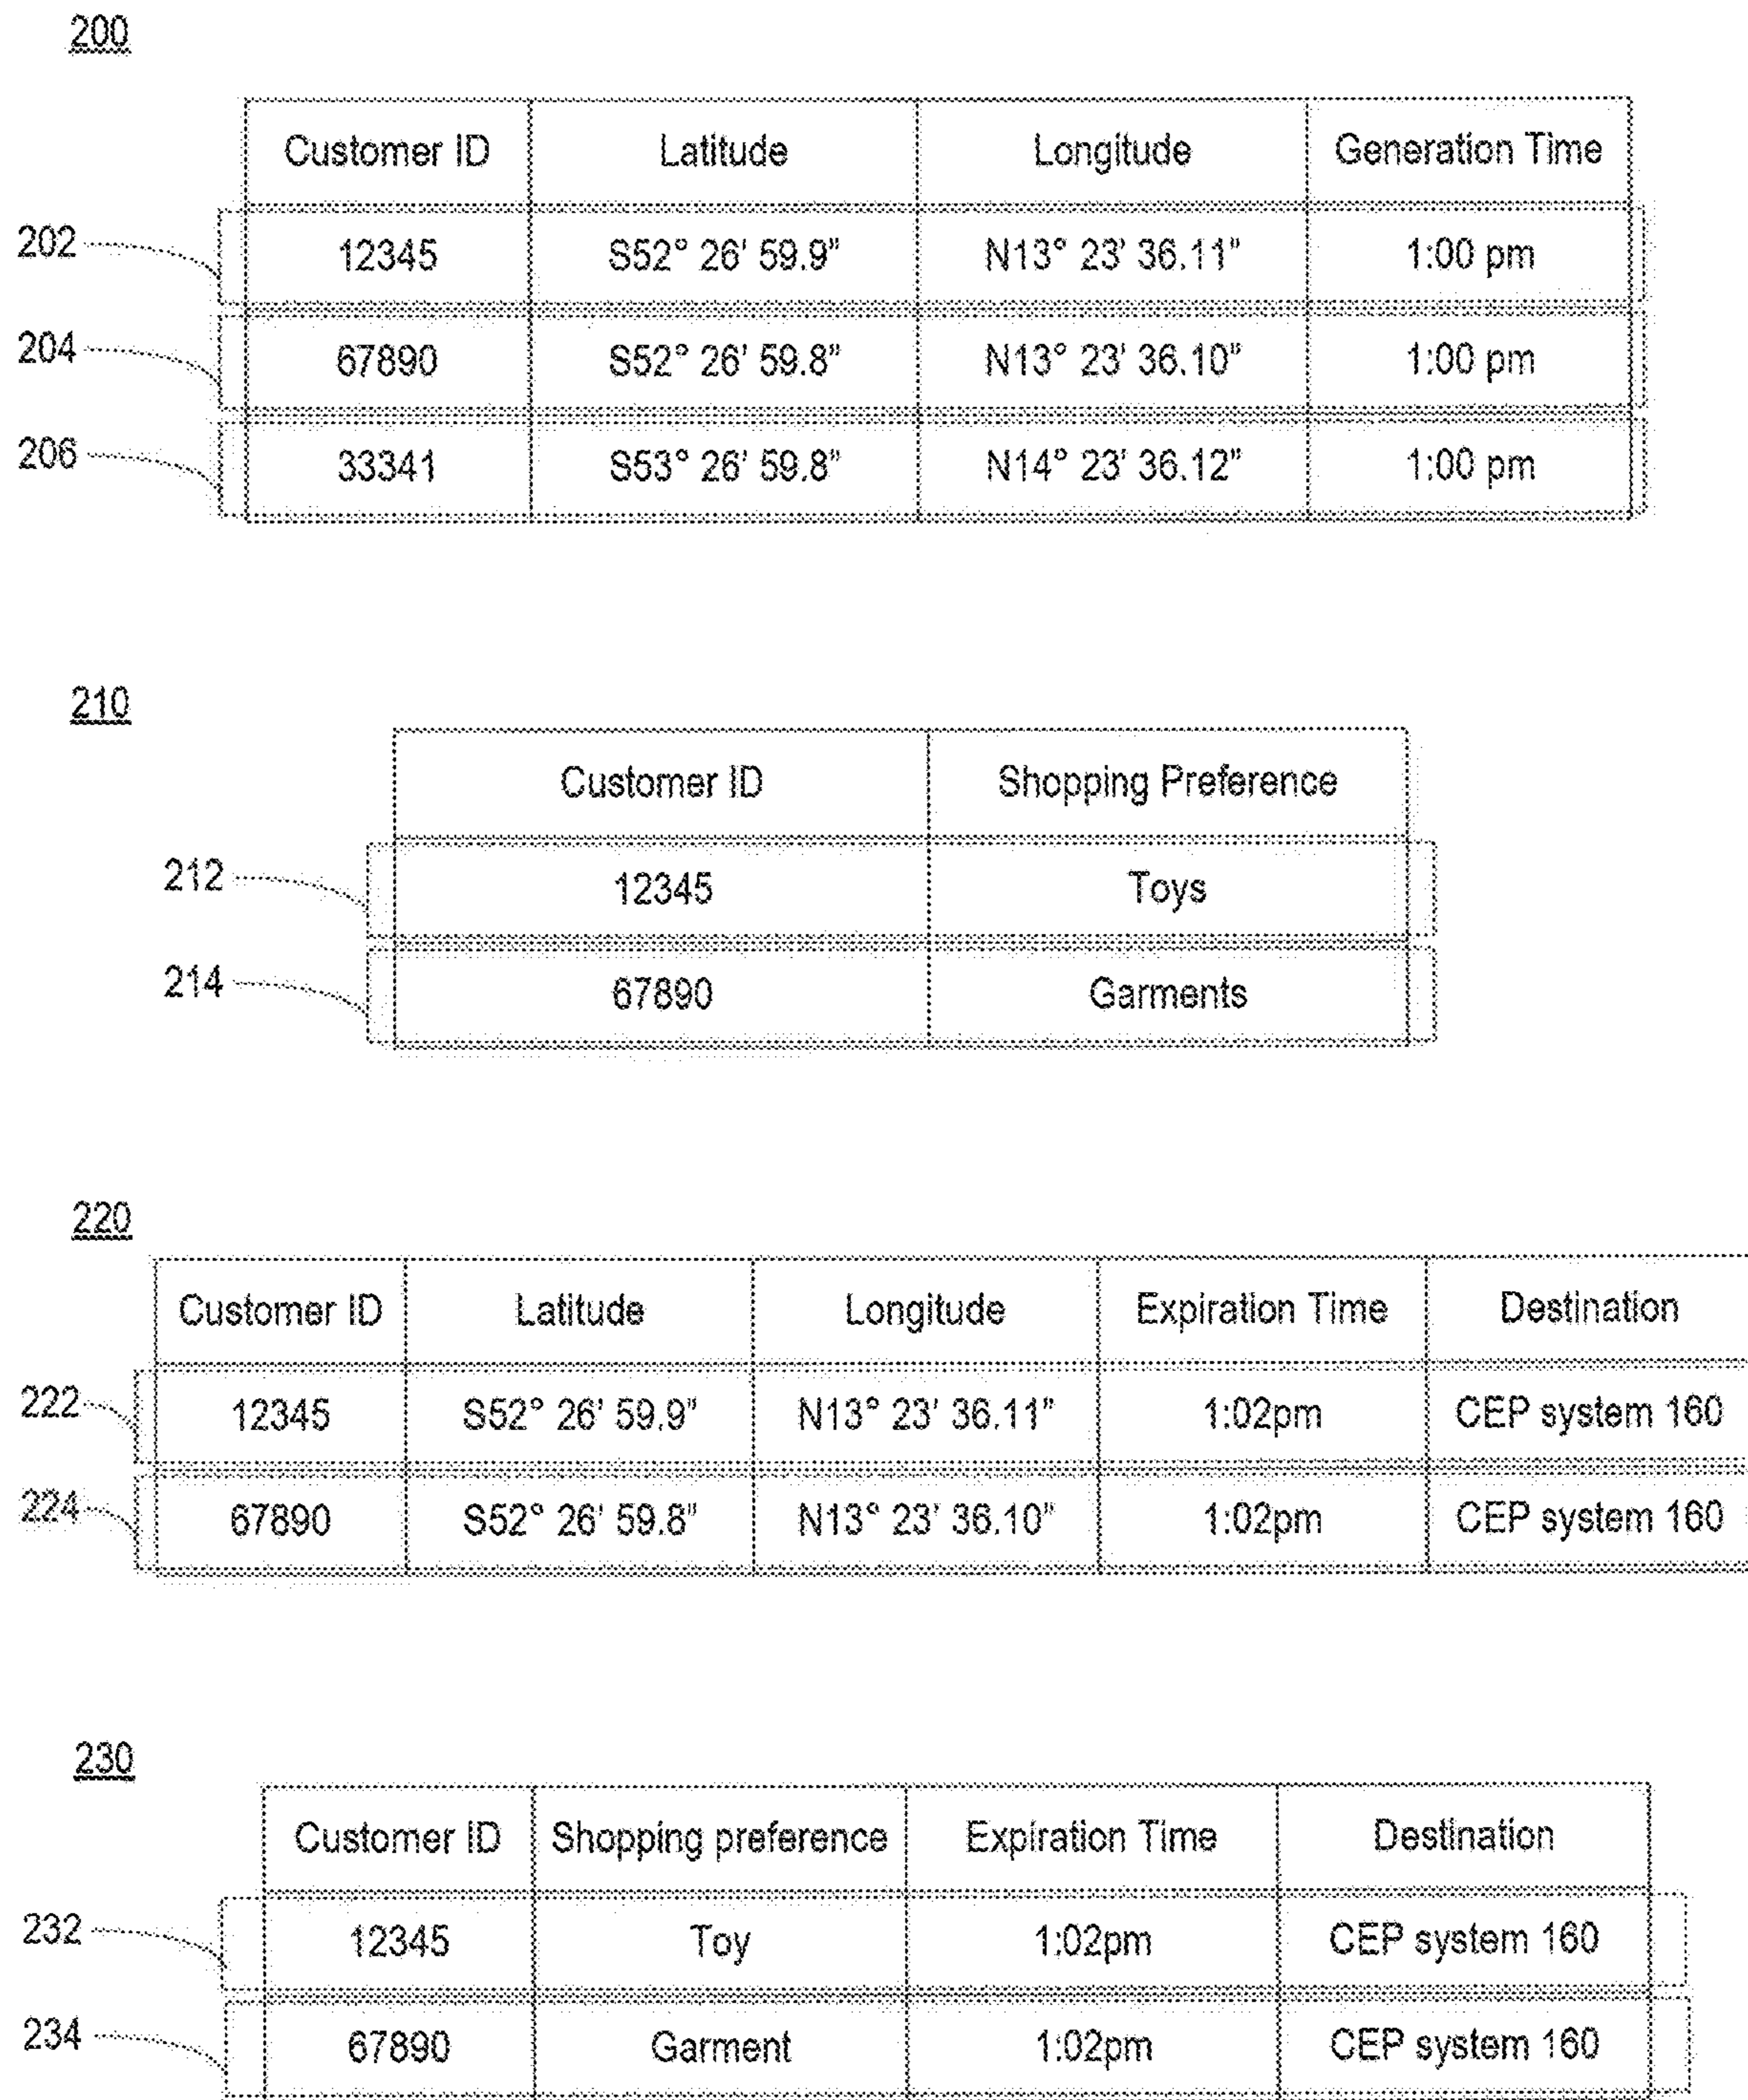 200
Customer ID Latitude Longitude Generation Time
202 12345 S52° 26' 59.9" N13° 23' 36.11" 1:00 pm
204 67890 S52° 26' 59.8" N13° 23' 36.10" 1:00 pm
206 33341 S53° 26' 59.8" N14° 23' 36.12" 1:00 pm
210
Customer ID Shopping Preference
212 12345 Toys
214 67890 Garments
220
Customer ID Latitude Longitude Expiration Time Destination
222 12345 S52° 26' 59.9" N13° 23' 36.11" 1:02pm CEP system 160
224 67890 S52° 26' 59.8" N13° 23' 36.10" 1:02pm CEP system 160
230
Customer ID Shopping preference Expiration Time Destination
232 12345 Toy 1:02pm CEP system 160
234 67890 Garment 1:02pm CEP system 160